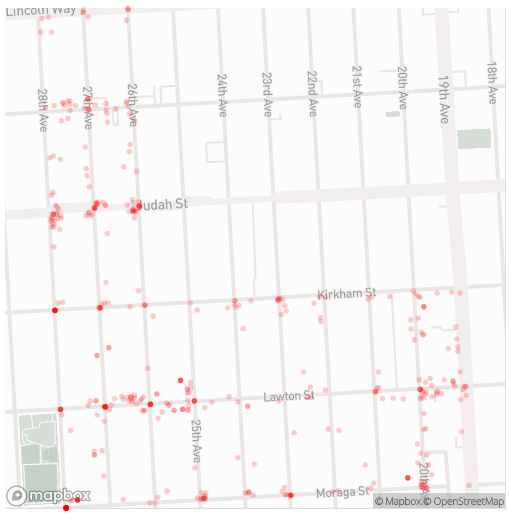 Lincoln Way
28th Ave
27th Ave
26th Ave
24th Ave
23rd Ave
22nd Ave
21st Ave
20th Ave
19th Ave
18th Ave
Judah St
Kirkham St
Lawton St
25th Ave
20th A
Moraga St
mapbox
© Mapbox © OpenStreetMap